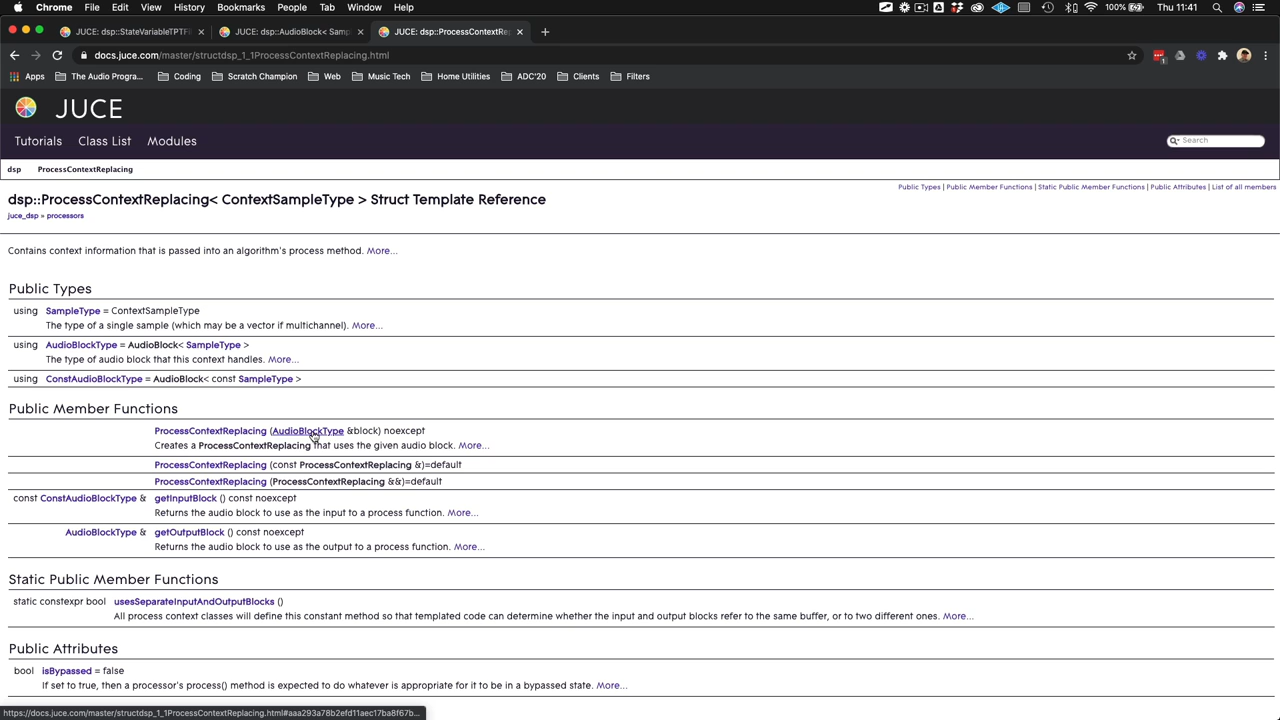 Chrome File Edit View History Bookmarks People Tab Window Help 100% Thu 11:41
JUCE: dsp::StateVariableTPTFi JUCE: dsp::AudioBlock< Samp JUCE: dsp::ProcessContextRep
docs.juce.com/master/structdsp_1_1ProcessContextReplacing.html
Apps The Audio Progra... Coding Scratch Champion Web Music Tech Home Utilities ADC'20 Clients Filters
JUCE
Tutorials Class List Modules
Search
dsp ProcessContextReplacing
Public Types | Public Member Functions | Static Public Member Functions | Public Attributes | List of all members
dsp::ProcessContextReplacing< ContextSampleType > Struct Template Reference
juce_dsp » processors
Contains context information that is passed into an algorithm's process method. More...
Public Types
using SampleType = ContextSampleType
The type of a single sample (which may be a vector if multichannel). More...
using AudioBlockType = AudioBlock< SampleType >
The type of audio block that this context handles. More...
using ConstAudioBlockType = AudioBlock< const SampleType >
Public Member Functions
ProcessContextReplacing (AudioBlockType &block) noexcept
Creates a ProcessContextReplacing that uses the given audio block. More...
ProcessContextReplacing (const ProcessContextReplacing &)=default
ProcessContextReplacing (ProcessContextReplacing &&)=default
const ConstAudioBlockType & getInputBlock () const noexcept
Returns the audio block to use as the input to a process function. More...
AudioBlockType & getOutputBlock () const noexcept
Returns the audio block to use as the output to a process function. More...
Static Public Member Functions
static constexpr bool usesSeparateInputAndOutputBlocks ()
All process context classes will define this constant method so that templated code can determine whether the input and output blocks refer to the same buffer, or to two different ones. More...
Public Attributes
bool isBypassed = false
If set to true, then a processor's process() method is expected to do whatever is appropriate for it to be in a bypassed state. More...
https://docs.juce.com/master/structdsp_1_1ProcessContextReplacing.html#aaa293a78b2efd11aec17ba8f67b...